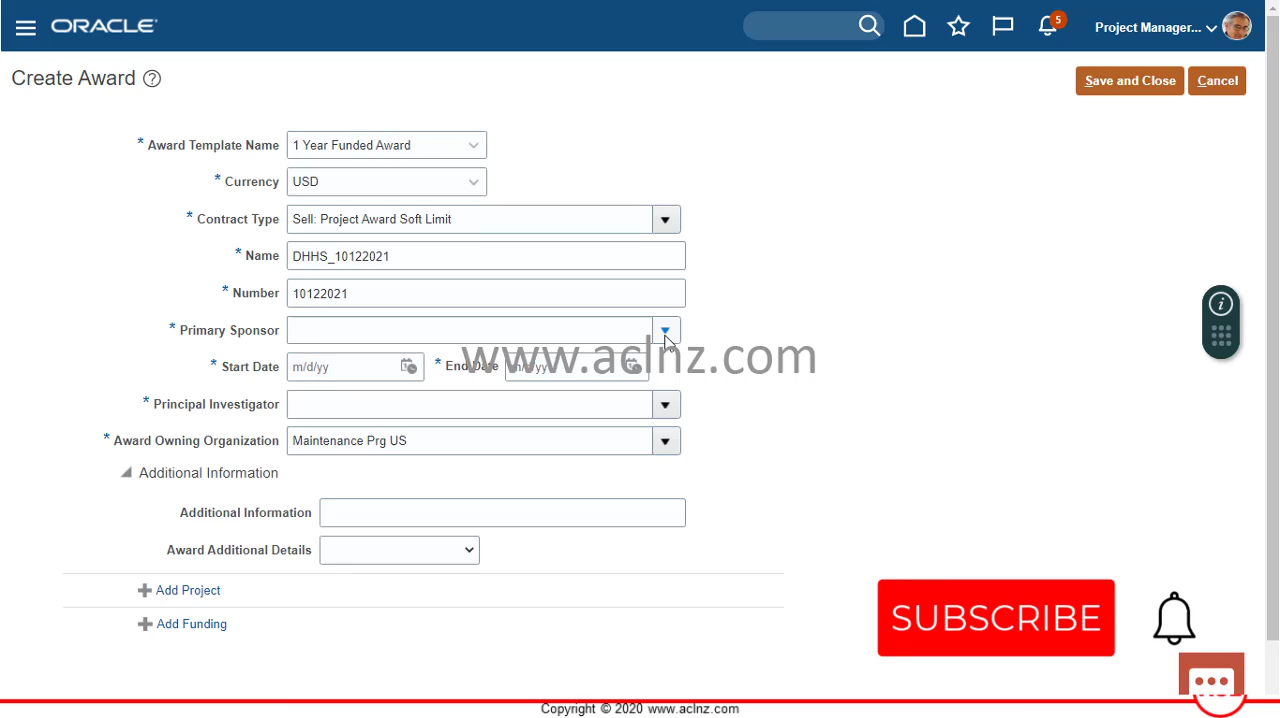 ORACLE
5
Project Manager...
Create Award
Save and Close
Cancel
* Award Template Name 1 Year Funded Award
* Currency USD
* Contract Type Sell: Project Award Soft Limit
* Name DHHS_10122021
* Number 10122021
* Primary Sponsor
* Start Date m/d/yy * End Date m/d/yy
www.aclnz.com
* Principal Investigator
* Award Owning Organization Maintenance Prg US
Additional Information
Additional Information
Award Additional Details
Add Project
Add Funding
SUBSCRIBE
Copyright © 2020 www.aclnz.com